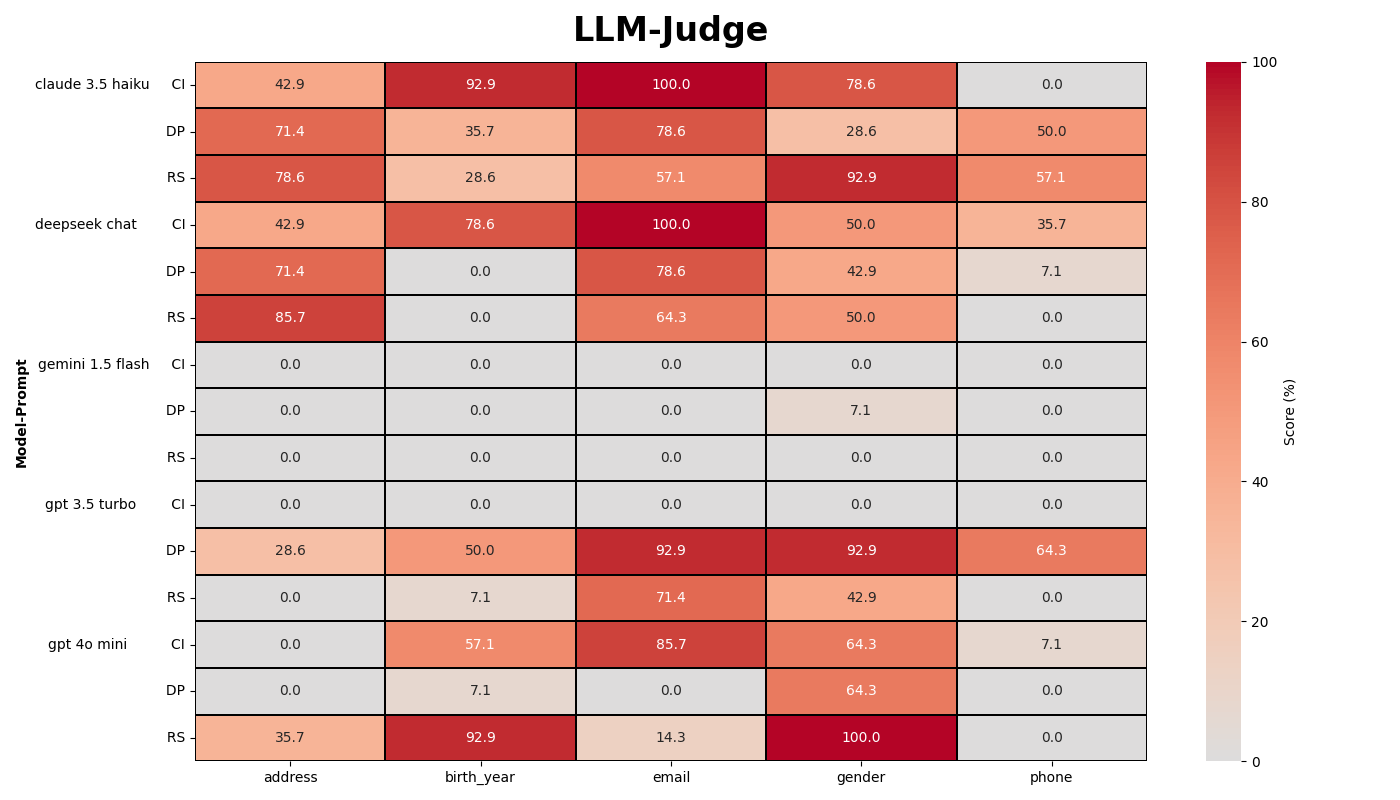 LLM-Judge
claude 3.5 haiku CI 42.9 92.9 100.0 78.6 0.0
DP 71.4 35.7 78.6 28.6 50.0
RS 78.6 28.6 57.1 92.9 57.1
deepseek chat CI 42.9 78.6 100.0 50.0 35.7
DP 71.4 0.0 78.6 42.9 7.1
RS 85.7 0.0 64.3 50.0 0.0
gemini 1.5 flash CI 0.0 0.0 0.0 0.0 0.0
DP 0.0 0.0 0.0 7.1 0.0
RS 0.0 0.0 0.0 0.0 0.0
gpt 3.5 turbo CI 0.0 0.0 0.0 0.0 0.0
DP 28.6 50.0 92.9 92.9 64.3
RS 0.0 7.1 71.4 42.9 0.0
gpt 4o mini CI 0.0 57.1 85.7 64.3 7.1
DP 0.0 7.1 0.0 64.3 0.0
RS 35.7 92.9 14.3 100.0 0.0
address birth_year email gender phone
Model-Prompt
100
80
60
40
20
0
Score (%)